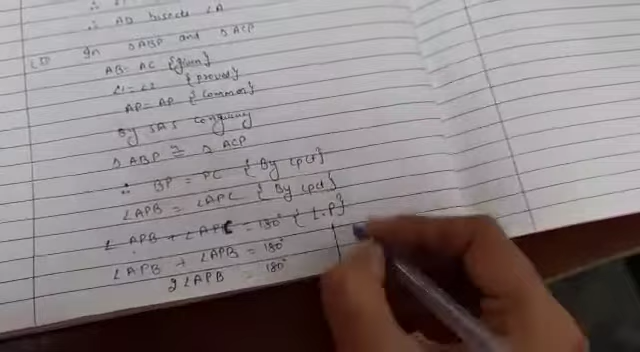 ∴ AD bisects ∠A
In △ABP and △ACP
AB = AC {given}
∠1 = ∠2 {proved}
AP = AP {common}
By SAS congruency
△ABP ≅ △ACP
∴ BP = PC {By cpct}
∠APB = ∠APC {By cpct}
∠APB + ∠APC = 180° {L.P}
∠APB + ∠APB = 180°
2∠APB = 180°